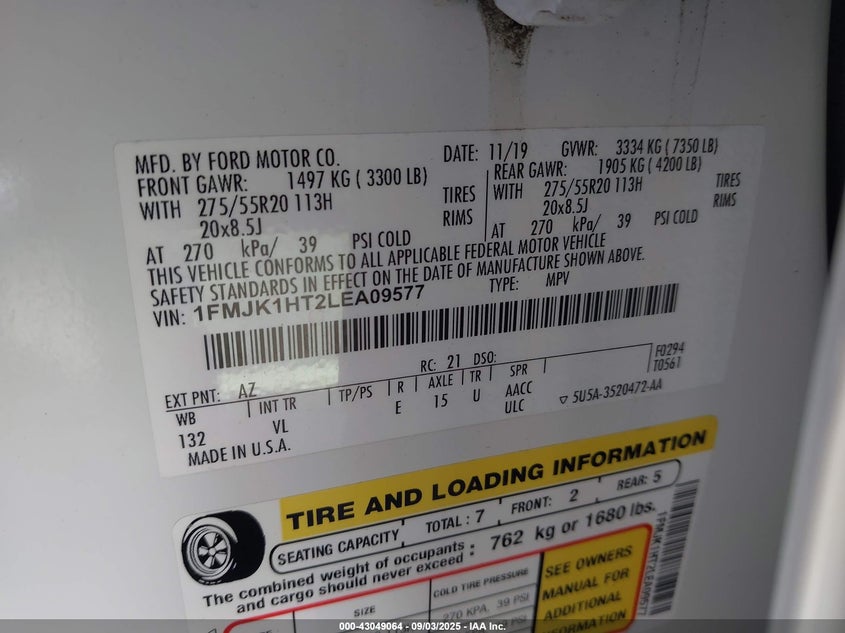 MFD. BY FORD MOTOR CO.
DATE: 11/19 GVWR: 3334 KG ( 7350 LB)
FRONT GAWR: 1497 KG ( 3300 LB)
REAR GAWR: 1905 KG ( 4200 LB)
WITH 275/55R20 113H TIRES
WITH 275/55R20 113H TIRES
20x8.5J RIMS
20x8.5J RIMS
AT 270 kPa/ 39 PSI COLD
AT 270 kPa/ 39 PSI COLD
THIS VEHICLE CONFORMS TO ALL APPLICABLE FEDERAL MOTOR VEHICLE
SAFETY STANDARDS IN EFFECT ON THE DATE OF MANUFACTURE SHOWN ABOVE.
VIN: 1FMJK1HT2LEA09577 TYPE: MPV
F0294
T0561
EXT PNT: AZ RC: 21 DSO:
WB INT TR TP/PS R AXLE TR SPR
132 VL E 15 U AACC
ULC
MADE IN U.S.A.
▽ 5U5A-3520472-AA
TIRE AND LOADING INFORMATION
SEATING CAPACITY TOTAL : 7 FRONT: 2 REAR: 5
The combined weight of occupants and cargo should never exceed : 762 kg or 1680 lbs.
SIZE COLD TIRE PRESSURE
270 KPA, 39 PSI
SEE OWNERS
MANUAL FOR
ADDITIONAL
INFORMATION
1FMJK1HT2LEA09577
000-43049064 - 09/03/2025 - IAA Inc.